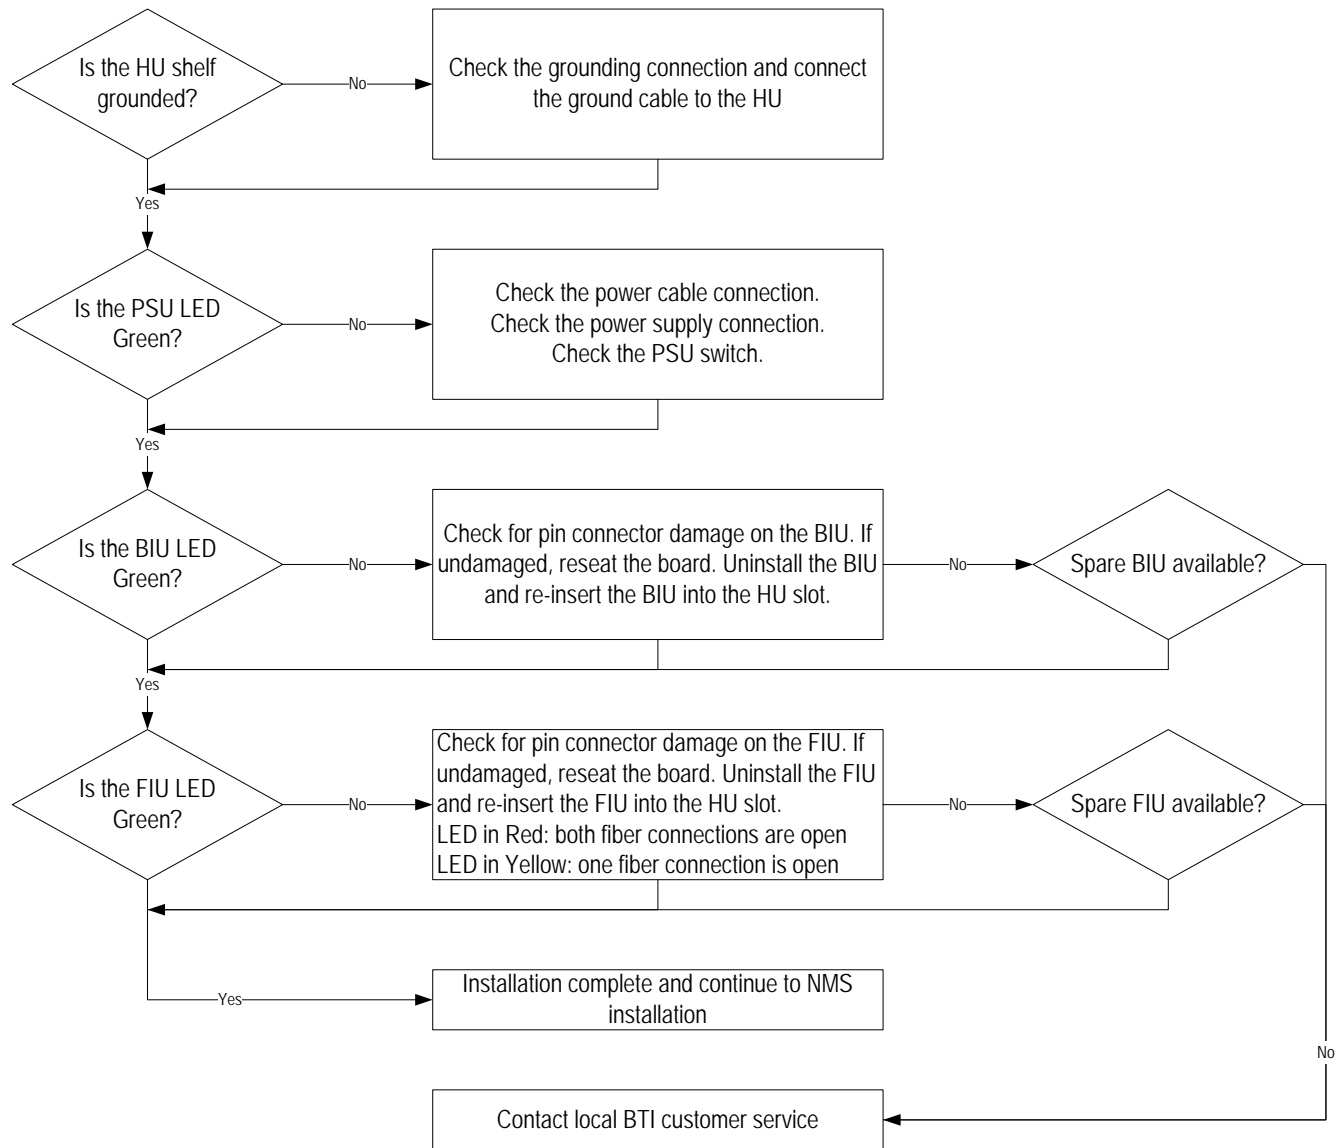 Is the HU shelf
grounded?
No
Check the grounding connection and connect
the ground cable to the HU
Yes
Is the PSU LED
Green?
No
Check the power cable connection.
Check the power supply connection.
Check the PSU switch.
Yes
Is the BIU LED
Green?
No
Check for pin connector damage on the BIU. If
undamaged, reseat the board. Uninstall the BIU
and re-insert the BIU into the HU slot.
No
Spare BIU available?
Yes
Is the FIU LED
Green?
No
Check for pin connector damage on the FIU. If
undamaged, reseat the board. Uninstall the FIU
and re-insert the FIU into the HU slot.
LED in Red: both fiber connections are open
LED in Yellow: one fiber connection is open
No
Spare FIU available?
Yes
Installation complete and continue to NMS
installation
No
Contact local BTI customer service